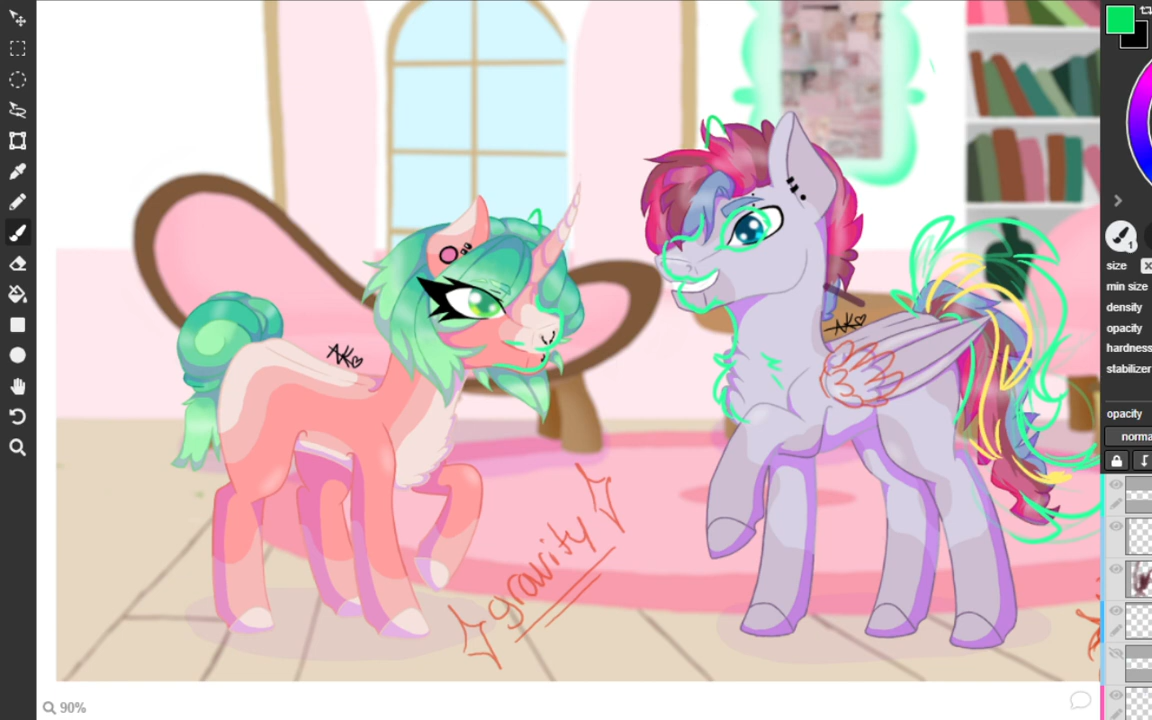 AK
AK
gravity
size
min size
density
opacity
hardness
stabilizer
opacity
norma
90%